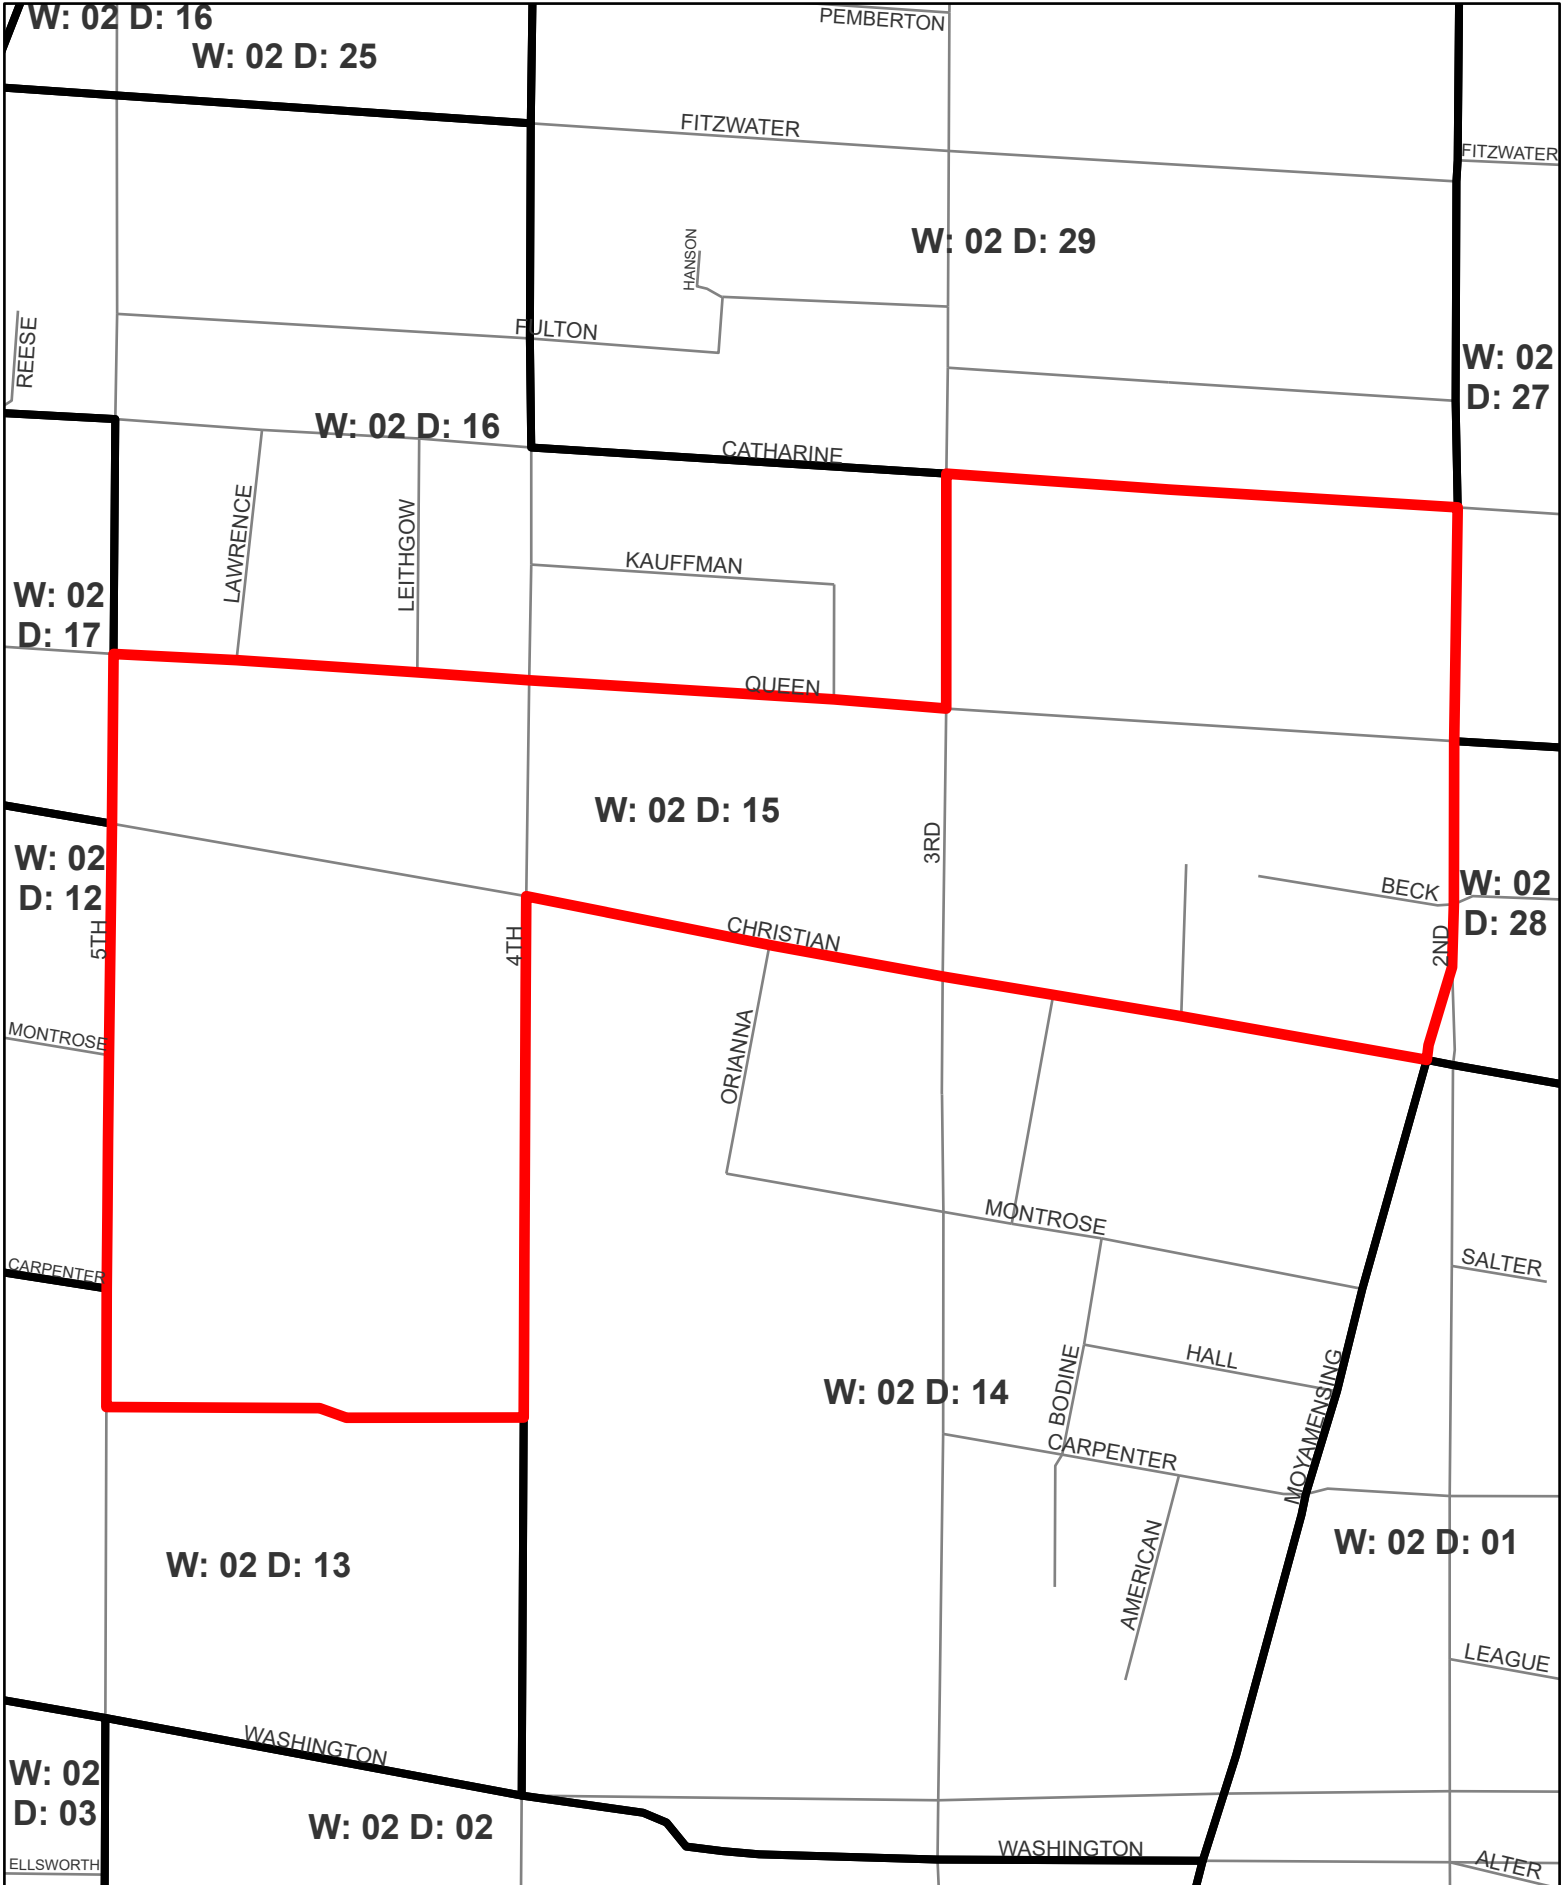 W: 02 D: 16
PEMBERTON
W: 02 D: 25
FITZWATER
FITZWATER
W: 02 D: 29
HANSON
FULTON
REESE
W: 02
D: 27
W: 02 D: 16
CATHARINE
LAWRENCE
LEITHGOW
KAUFFMAN
W: 02
D: 17
QUEEN
W: 02 D: 15
3RD
W: 02
D: 12
BECK
W: 02
D: 28
5TH
4TH
CHRISTIAN
2ND
MONTROSE
ORIANNA
MONTROSE
CARPENTER
SALTER
HALL
BODINE
MOYAMENSING
W: 02 D: 14
CARPENTER
AMERICAN
W: 02 D: 01
W: 02 D: 13
LEAGUE
WASHINGTON
W: 02
D: 03
W: 02 D: 02
WASHINGTON
ELLSWORTH
ALTER